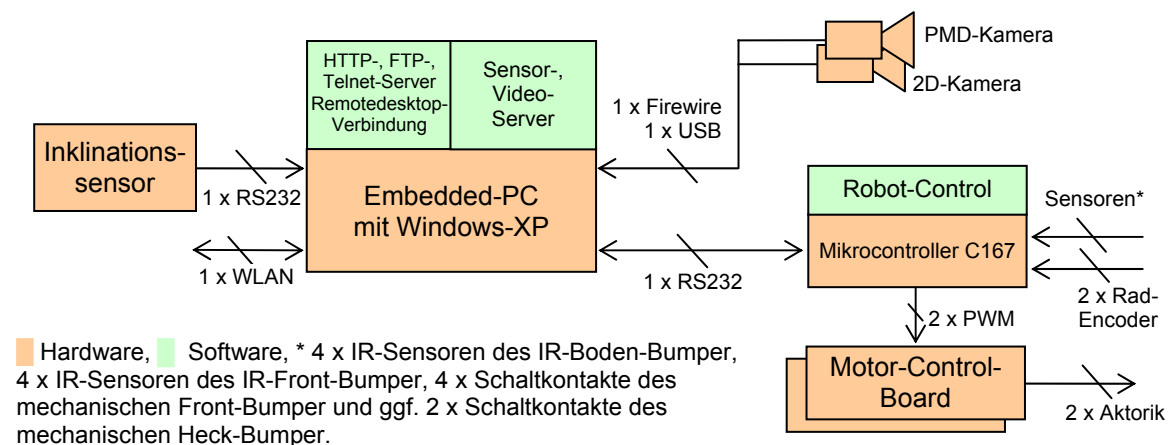 HTTP-, FTP-,
Telnet-Server
Remotedesktop-
Verbindung
Sensor-,
Video-
Server
PMD-Kamera
2D-Kamera
1 x Firewire
1 x USB
Inklinations-
sensor
1 x RS232
Embedded-PC
mit Windows-XP
1 x WLAN
1 x RS232
Robot-Control
Mikrocontroller C167
Sensoren*
2 x Rad-
Encoder
2 x PWM
Motor-Control-
Board
2 x Aktorik
Hardware, Software, * 4 x IR-Sensoren des IR-Boden-Bumper,
4 x IR-Sensoren des IR-Front-Bumper, 4 x Schaltkontakte des
mechanischen Front-Bumper und ggf. 2 x Schaltkontakte des
mechanischen Heck-Bumper.